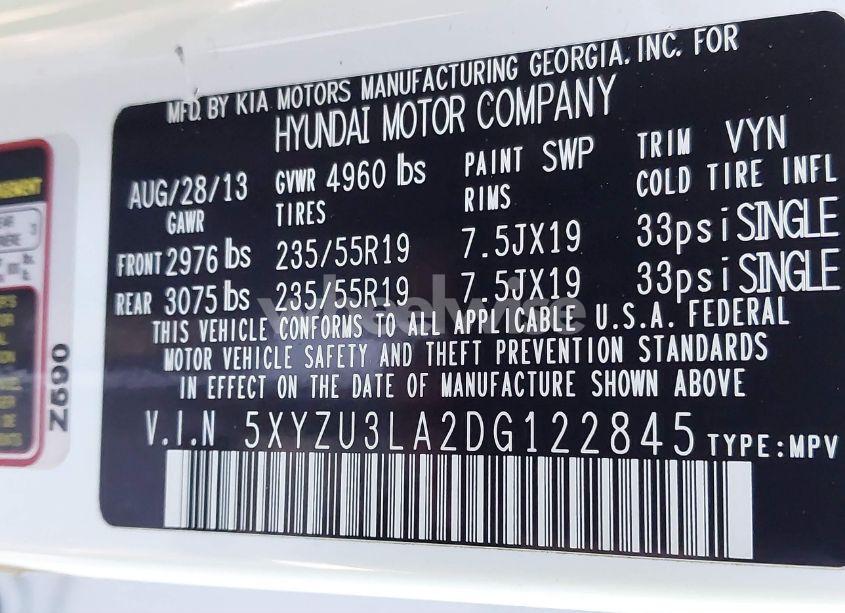 MFD. BY KIA MOTORS MANUFACTURING GEORGIA. INC. FOR
HYUNDAI MOTOR COMPANY
AUG/28/13 GVWR 4960 lbs PAINT SWP TRIM VYN
GAWR TIRES RIMS COLD TIRE INFL
FRONT 2976 lbs 235/55R19 7.5JX19 33psi SINGLE
REAR 3075 lbs 235/55R19 7.5JX19 33psi SINGLE
wheelwire
THIS VEHICLE CONFORMS TO ALL APPLICABLE U.S.A. FEDERAL
MOTOR VEHICLE SAFETY AND THEFT PREVENTION STANDARDS
IN EFFECT ON THE DATE OF MANUFACTURE SHOWN ABOVE
V.I.N 5XYZU3LA2DG122845 TYPE:MPV
Z690